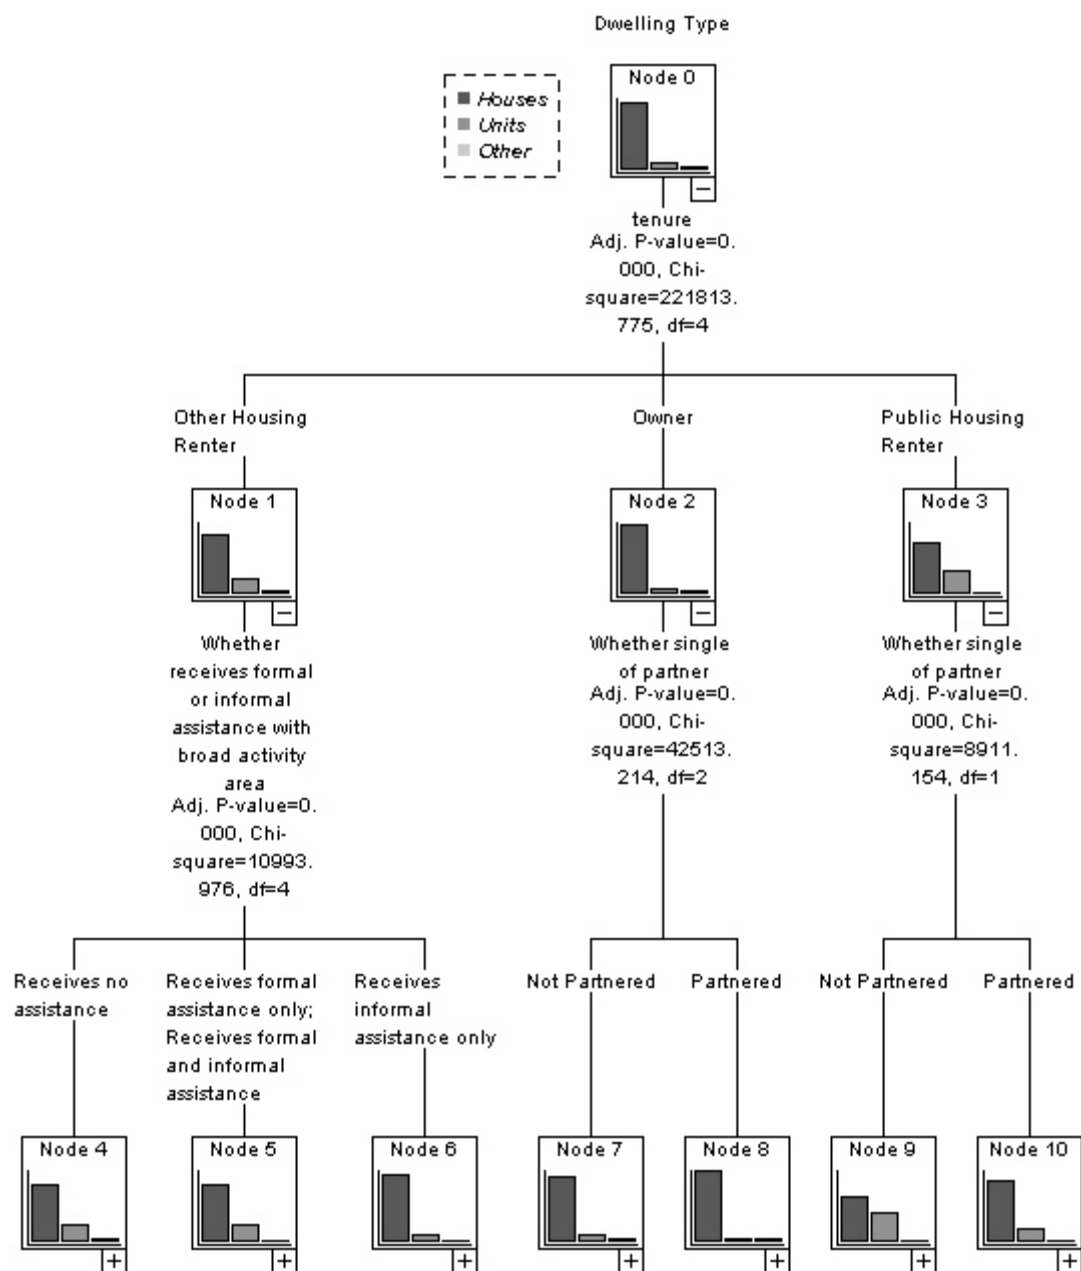 Dwelling Type
Node 0
Houses
Units
Other
−
tenure
Adj. P-value=0.
000, Chi-
square=221813.
775, df=4
Other Housing
Renter
Owner
Public Housing
Renter
Node 1
−
Node 2
−
Node 3
−
Whether
receives formal
or informal
assistance with
broad activity
area
Adj. P-value=0.
000, Chi-
square=10993.
976, df=4
Whether single
of partner
Adj. P-value=0.
000, Chi-
square=42513.
214, df=2
Whether single
of partner
Adj. P-value=0.
000, Chi-
square=8911.
154, df=1
Receives no
assistance
Receives formal
assistance only;
Receives formal
and informal
assistance
Receives
informal
assistance only
Not Partnered
Partnered
Not Partnered
Partnered
Node 4
+
Node 5
+
Node 6
+
Node 7
+
Node 8
+
Node 9
+
Node 10
+